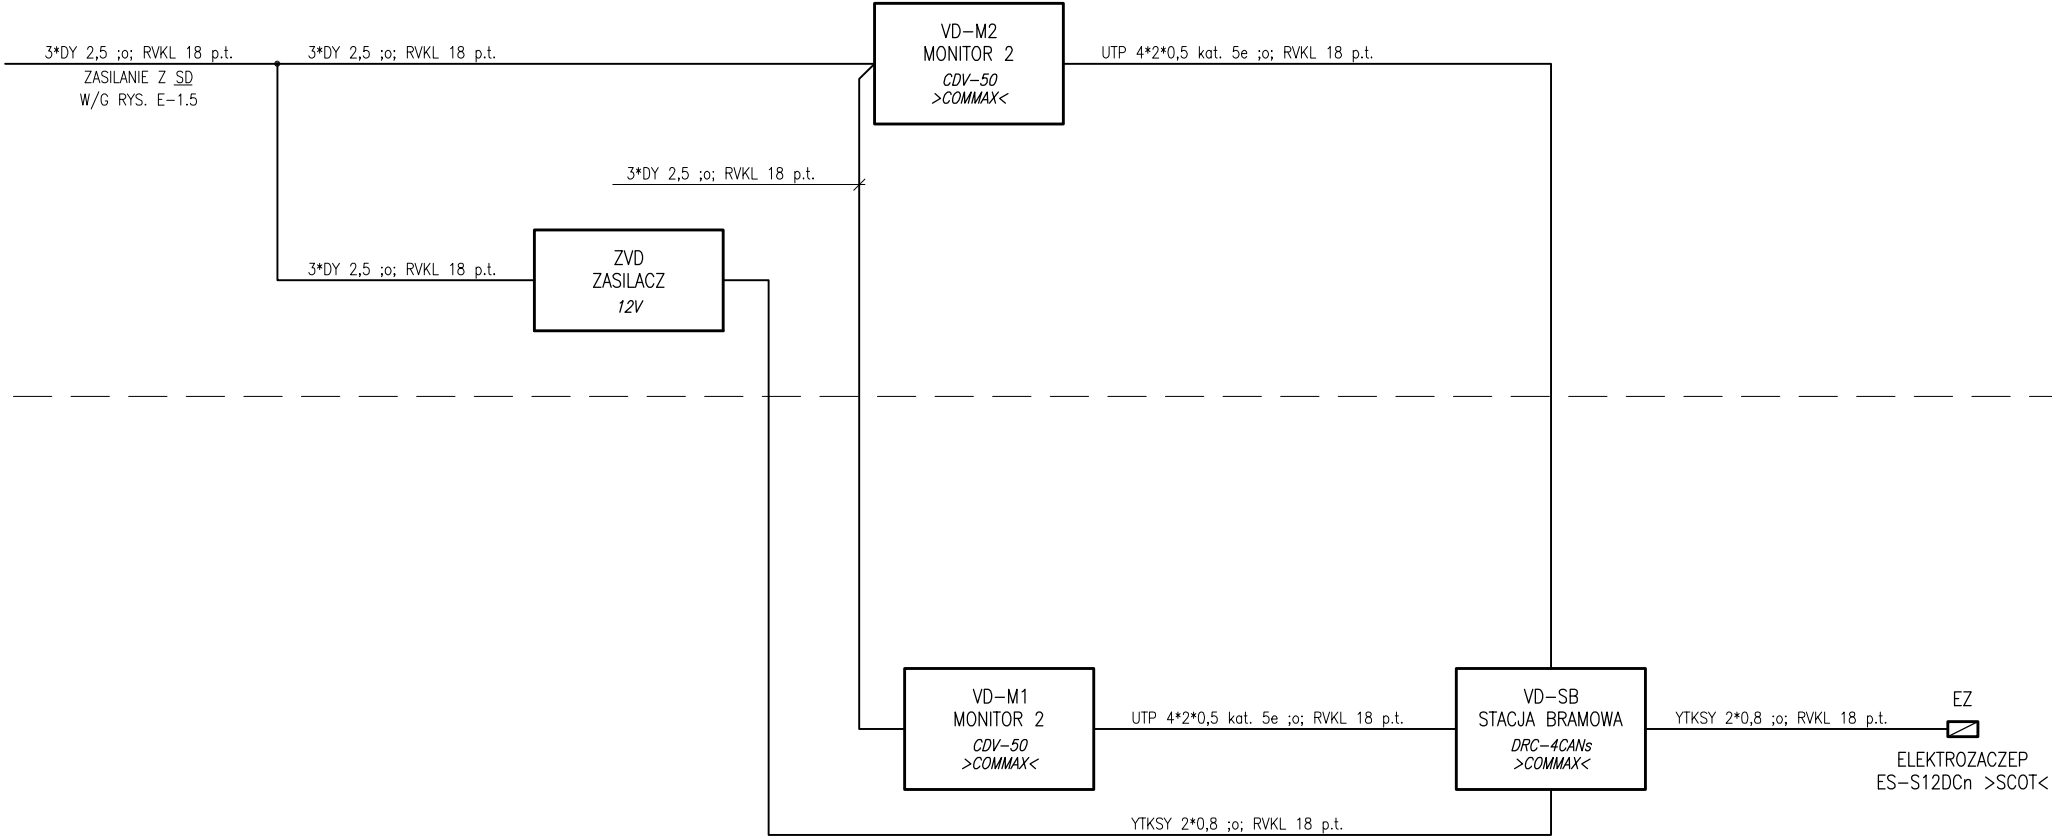 3*DY 2,5 ;o; RVKL 18 p.t.
ZASILANIE Z SD
W/G RYS. E-1.5
3*DY 2,5 ;o; RVKL 18 p.t.
VD-M2
MONITOR 2
CDV-50
>COMMAX<
UTP 4*2*0,5 kat. 5e ;o; RVKL 18 p.t.
3*DY 2,5 ;o; RVKL 18 p.t.
3*DY 2,5 ;o; RVKL 18 p.t.
ZVD
ZASILACZ
12V
VD-M1
MONITOR 2
CDV-50
>COMMAX<
UTP 4*2*0,5 kat. 5e ;o; RVKL 18 p.t.
VD-SB
STACJA BRAMOWA
DRC-4CANs
>COMMAX<
YTKSY 2*0,8 ;o; RVKL 18 p.t.
EZ
ELEKTROZACZEP
ES-S12DCn >SCOT<
YTKSY 2*0,8 ;o; RVKL 18 p.t.